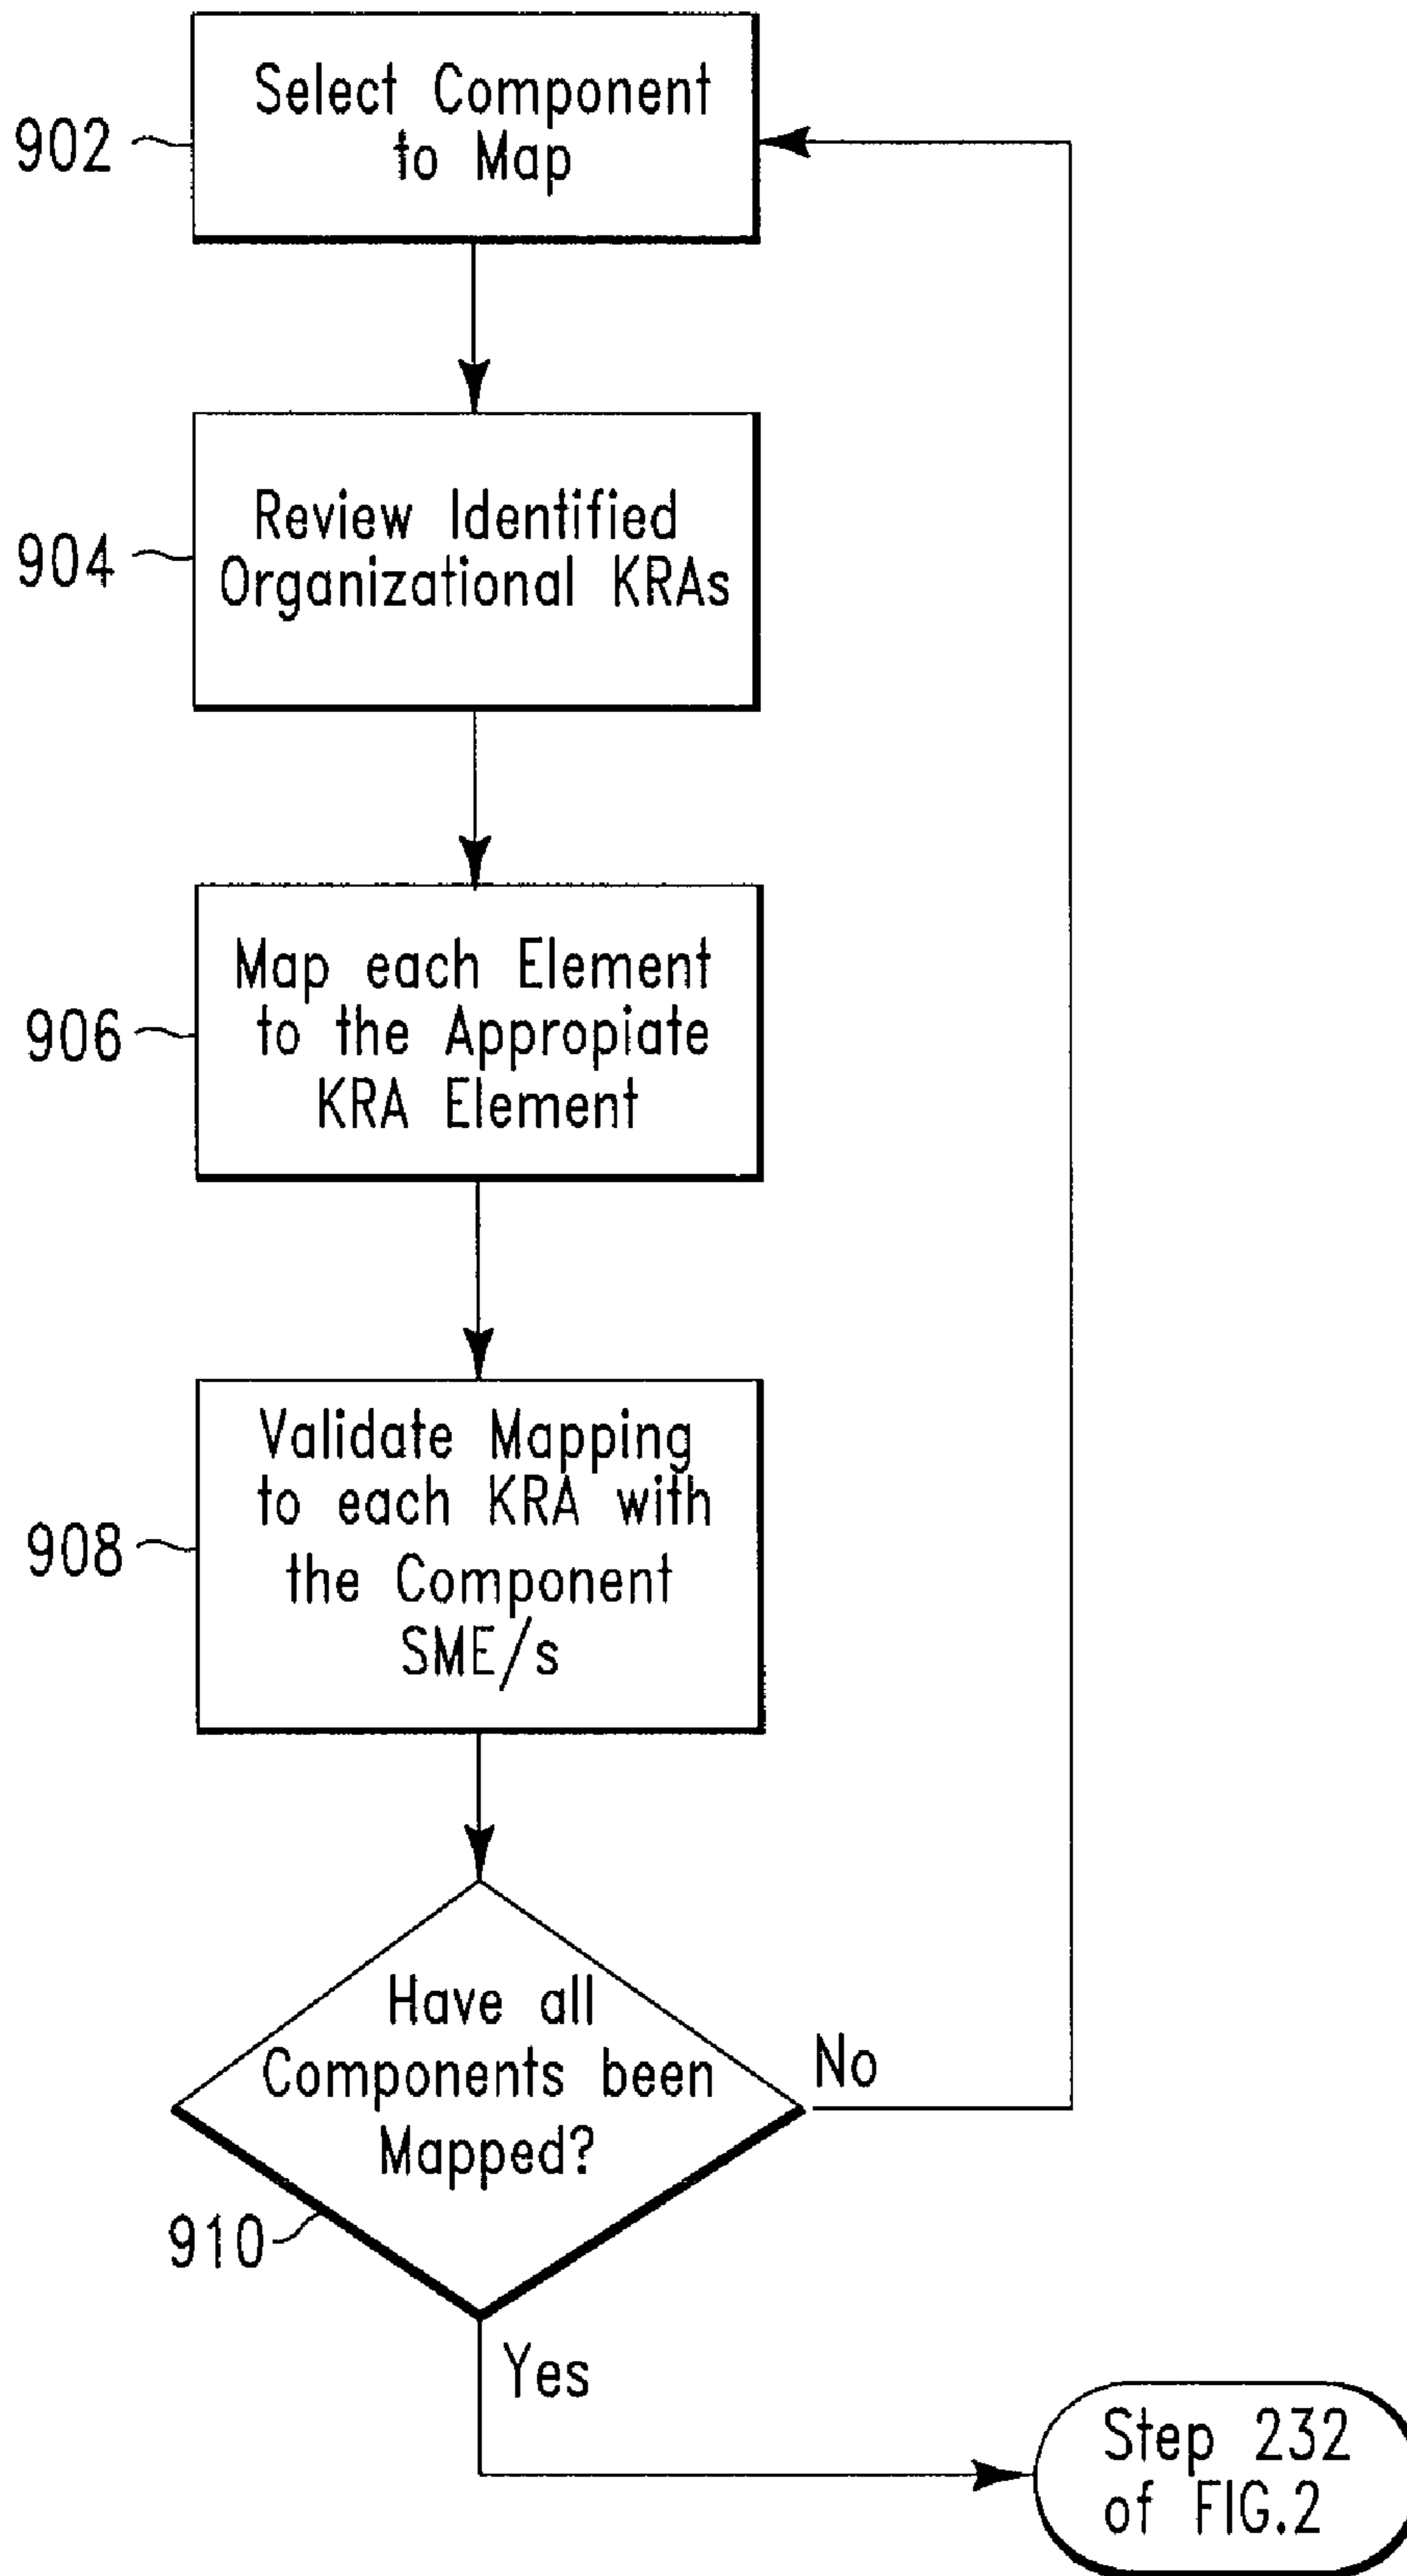 Select Component
to Map
902
Review Identified
Organizational KRAs
904
Map each Element
to the Appropiate
KRA Element
906
Validate Mapping
to each KRA with
the Component
SME/s
908
Have all
Components been
Mapped?
910
No
Yes
Step 232
of FIG.2